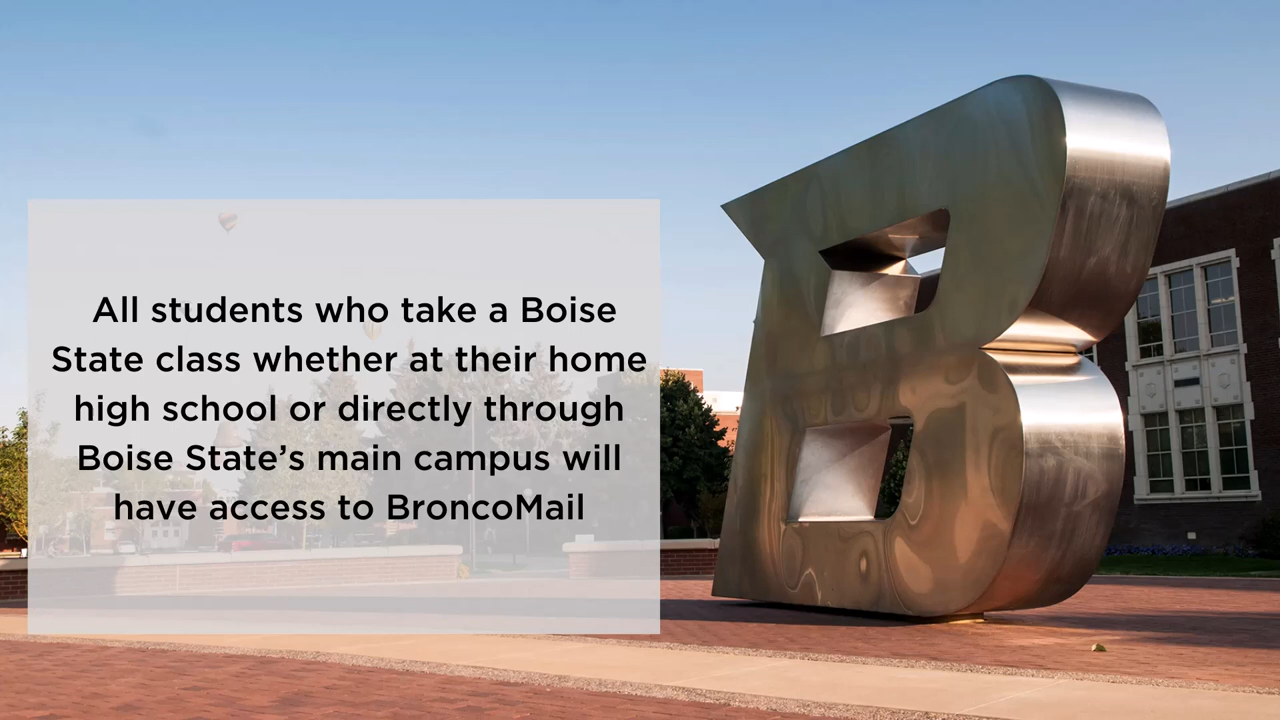 All students who take a Boise
State class whether at their home
high school or directly through
Boise State’s main campus will
have access to BroncoMail